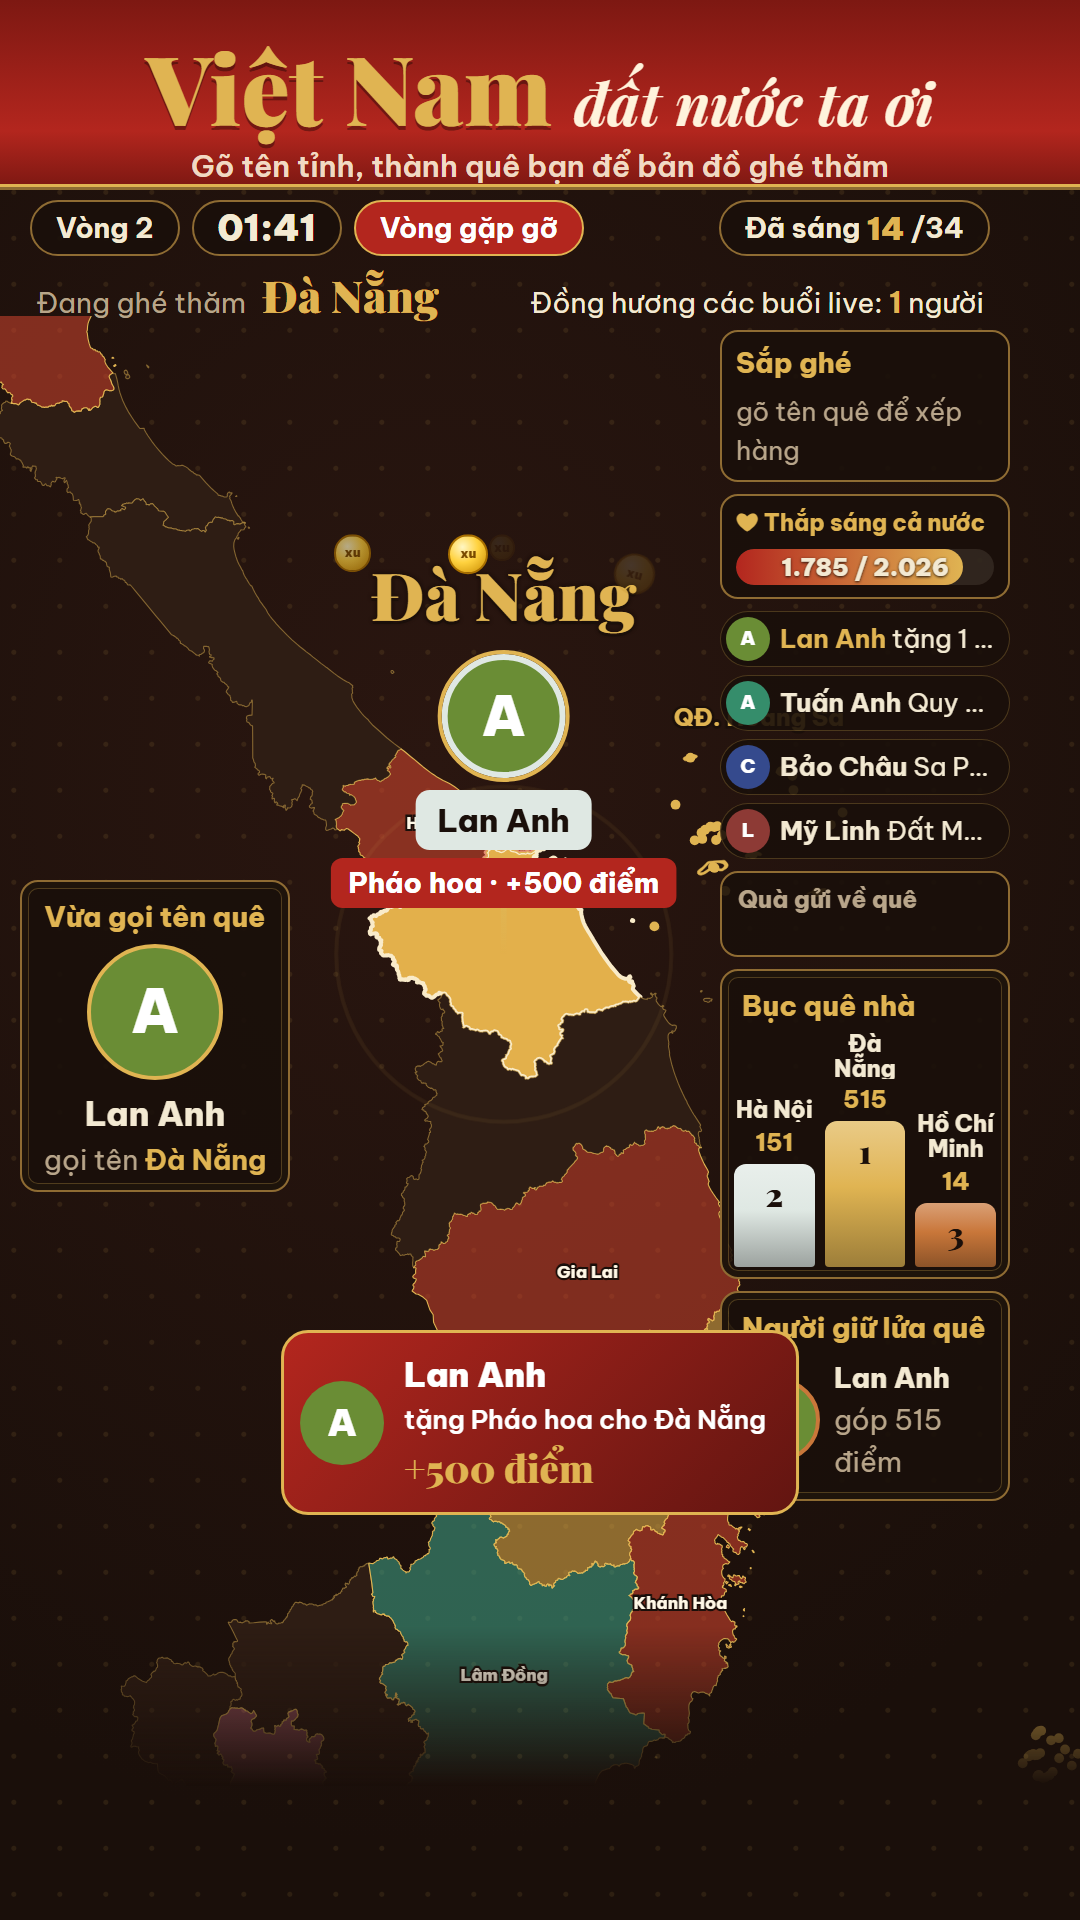 Việt Nam đất nước ta ơi
Gõ tên tỉnh, thành quê bạn để bản đồ ghé thăm
Vòng 2
01:41
Vòng gặp gỡ
Đã sáng 14 /34
Đang ghé thăm Đà Nẵng
Đồng hương các buổi live: 1 người
Sắp ghé
gõ tên quê để xếp
hàng
Thắp sáng cả nước
1.785 / 2.026
A Lan Anh tặng 1 ...
A Tuấn Anh Quy ...
C Bảo Châu Sa P...
L Mỹ Linh Đất M...
Quà gửi về quê
xu
xu
xu
xu
Đà Nẵng
A
QĐ.
Lan Anh
Pháo hoa · +500 điểm
Vừa gọi tên quê
A
Lan Anh
gọi tên Đà Nẵng
Bục quê nhà
Đà
Nẵng
515
1
Hà Nội
151
2
Hồ Chí
Minh
14
3
Gia Lai
Người giữ lửa quê
Lan Anh
góp 515
điểm
A
Lan Anh
tặng Pháo hoa cho Đà Nẵng
+500 điểm
Khánh Hòa
Lâm Đồng